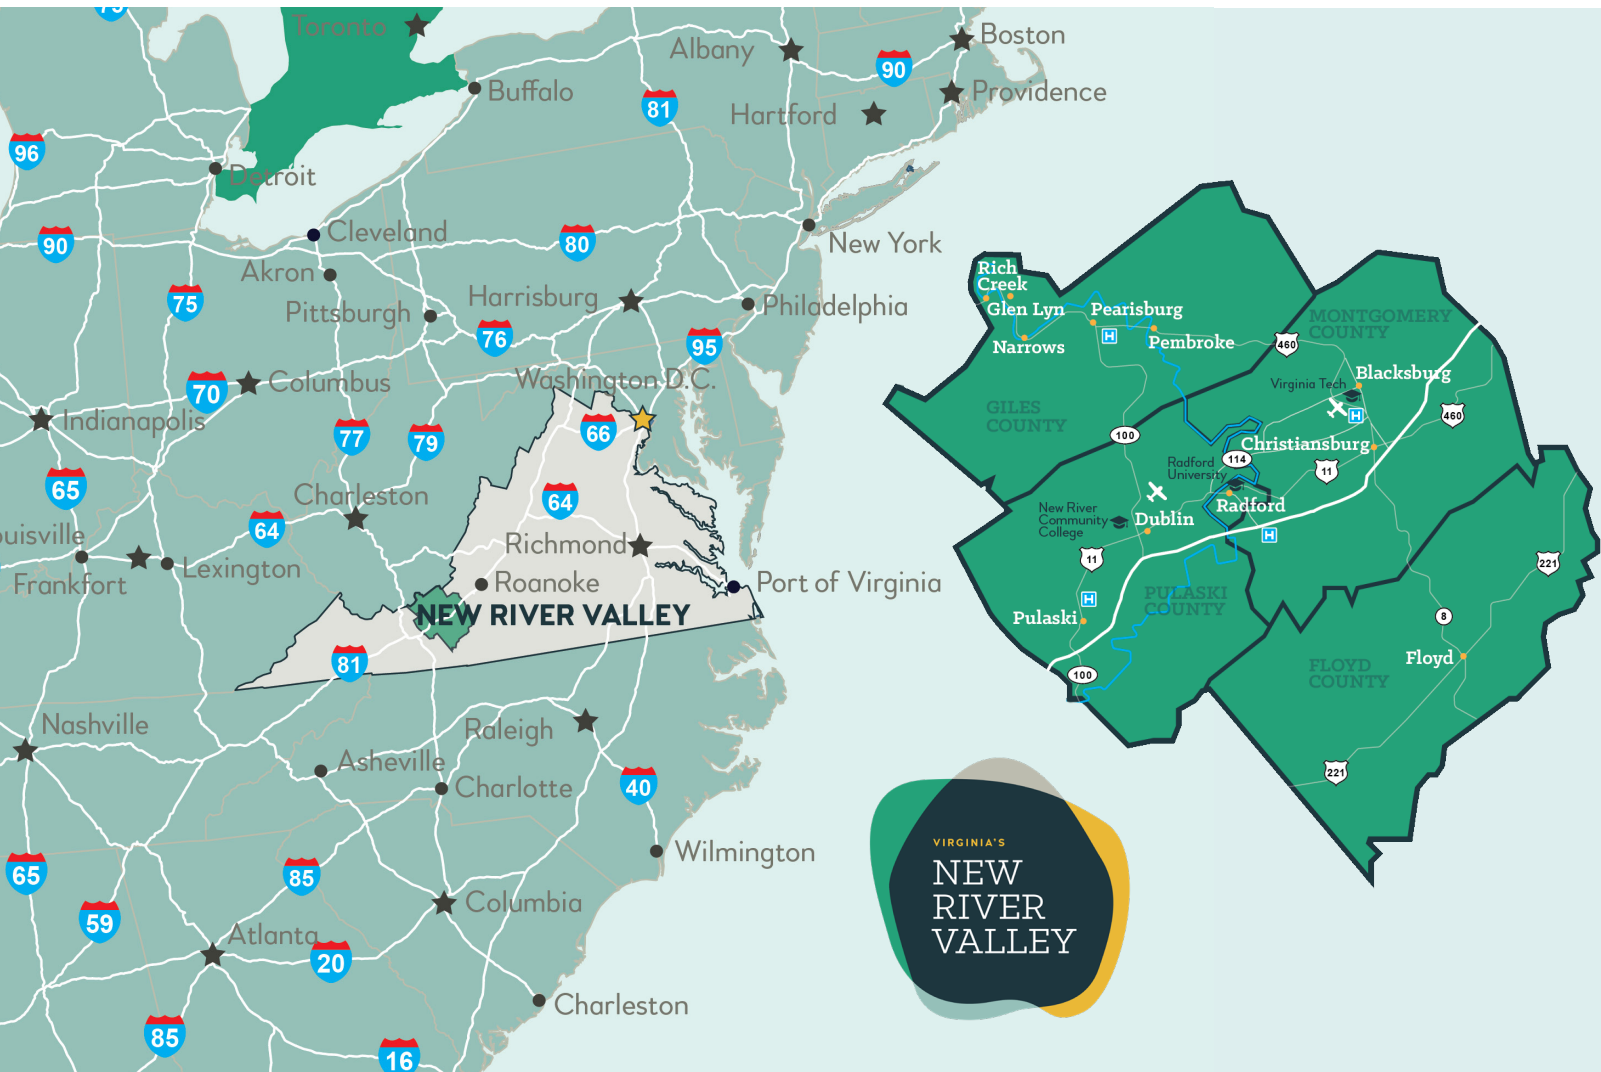 75
Toronto
Albany
Boston
90
Buffalo
81
Hartford
Providence
96
Detroit
90
Cleveland
80
New York
Akron
75
Pittsburgh
Harrisburg
Philadelphia
76
95
70
Columbus
Washington D.C.
Indianapolis
77
79
66
65
Charleston
64
64
ouisville
Richmond
Frankfort
Lexington
Roanoke
Port of Virginia
NEW RIVER VALLEY
81
Nashville
Raleigh
Asheville
Charlotte
40
Wilmington
65
85
59
Columbia
Atlanta
20
Charleston
85
16
Rich
Creek
Glen Lyn
Pearisburg
Narrows
Pembroke
MONTGOMERY
COUNTY
460
Virginia Tech
Blacksburg
H
H
GILES
COUNTY
460
100
Christiansburg
114
11
Radford
University
Radford
New River
Community
College
Dublin
H
11
221
H
PULASKI
COUNTY
Pulaski
8
Floyd
FLOYD
COUNTY
100
221
VIRGINIA'S
NEW
RIVER
VALLEY